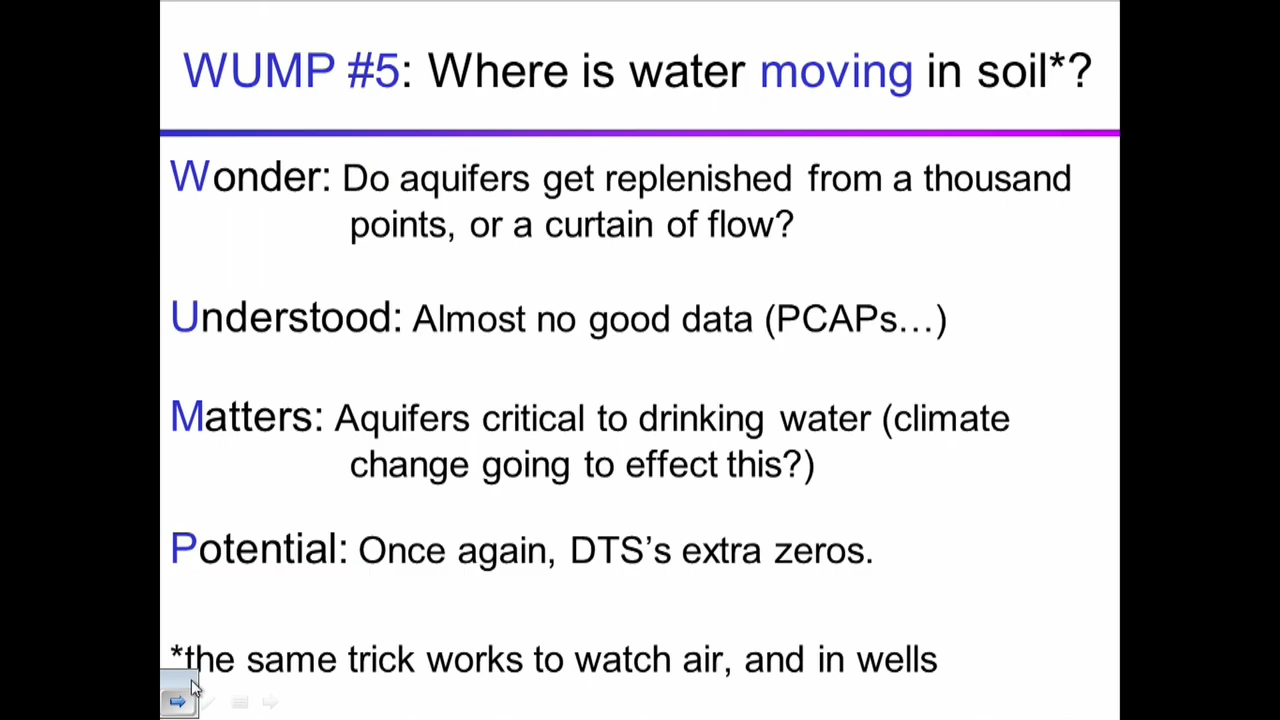 WUMP #5: Where is water moving in soil*?
Wonder: Do aquifers get replenished from a thousand
points, or a curtain of flow?
Understood: Almost no good data (PCAPs…)
Matters: Aquifers critical to drinking water (climate
change going to effect this?)
Potential: Once again, DTS's extra zeros.
*the same trick works to watch air, and in wells